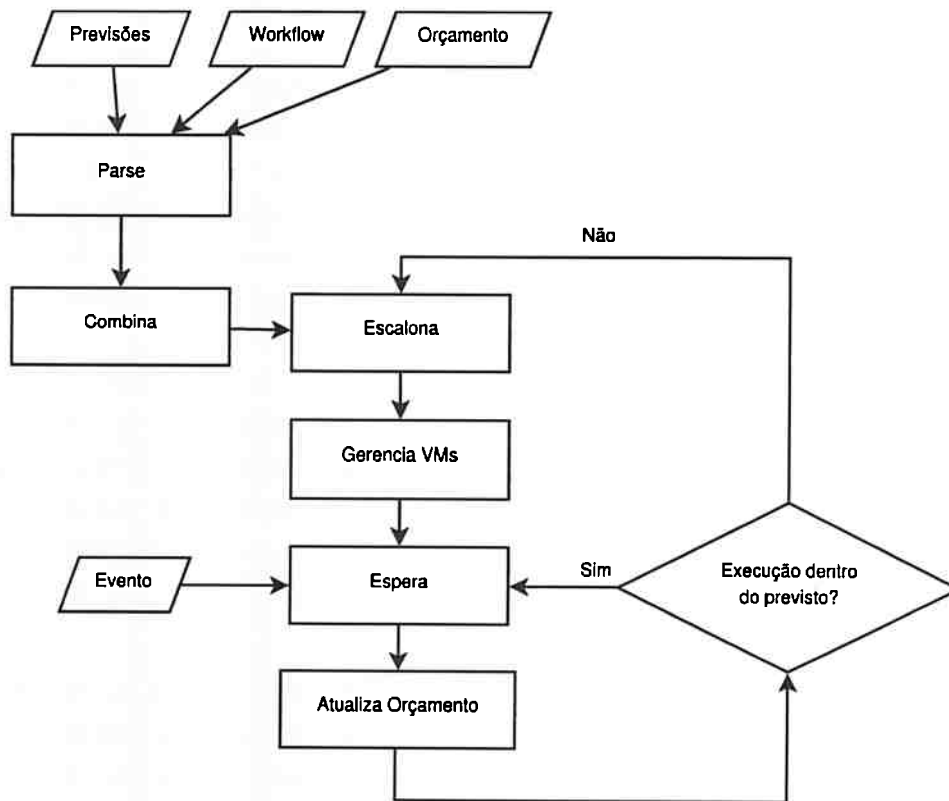 Previsões
Workflow
Orçamento
Parse
Não
Combina
Escalona
Gerencia VMs
Evento
Espera
Sim
Execução dentro
do previsto?
Atualiza Orçamento